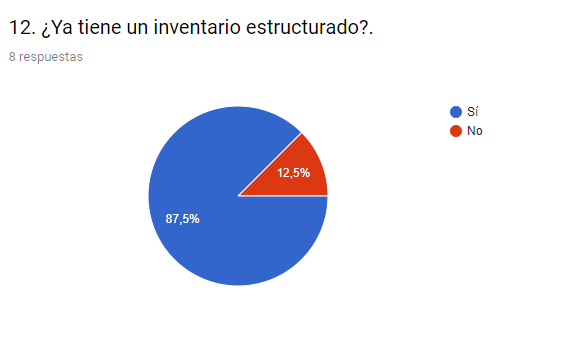 12. ¿Ya tiene un inventario estructurado?.
8 respuestas
Sí
No
12,5%
87,5%